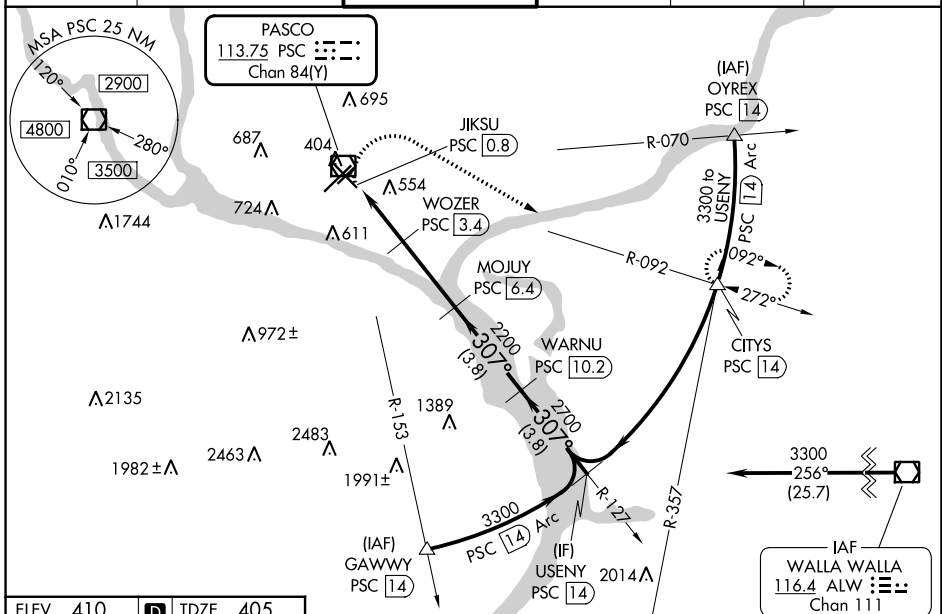 MSA PSC 25 NM
120°
2900
4800
280°
010°
3500
PASCO
113.75 PSC
Chan 84(Y)
695
687
404
JIKSU
PSC 0.8
554
724
WOZER
PSC 3.4
611
1744
MOJUY
PSC 6.4
(IAF)
OYREX
PSC 14
R-070
3300 to
USENY
PSC 14 Arc
R-092
092°
272°
CITYS
PSC 14
972±
2200
307°
(3.8)
WARNU
PSC 10.2
2700
307°
(3.8)
2135
R-153
1389
2483
2463
1982±
1991±
3300
256°
(25.7)
3300
PSC 14 Arc
R-127
R-357
(IAF)
GAWWY
PSC 14
(IF)
USENY
PSC 14
2014
IAF
WALLA WALLA
116.4 ALW
Chan 111
ELEV 410 D TDZE 405